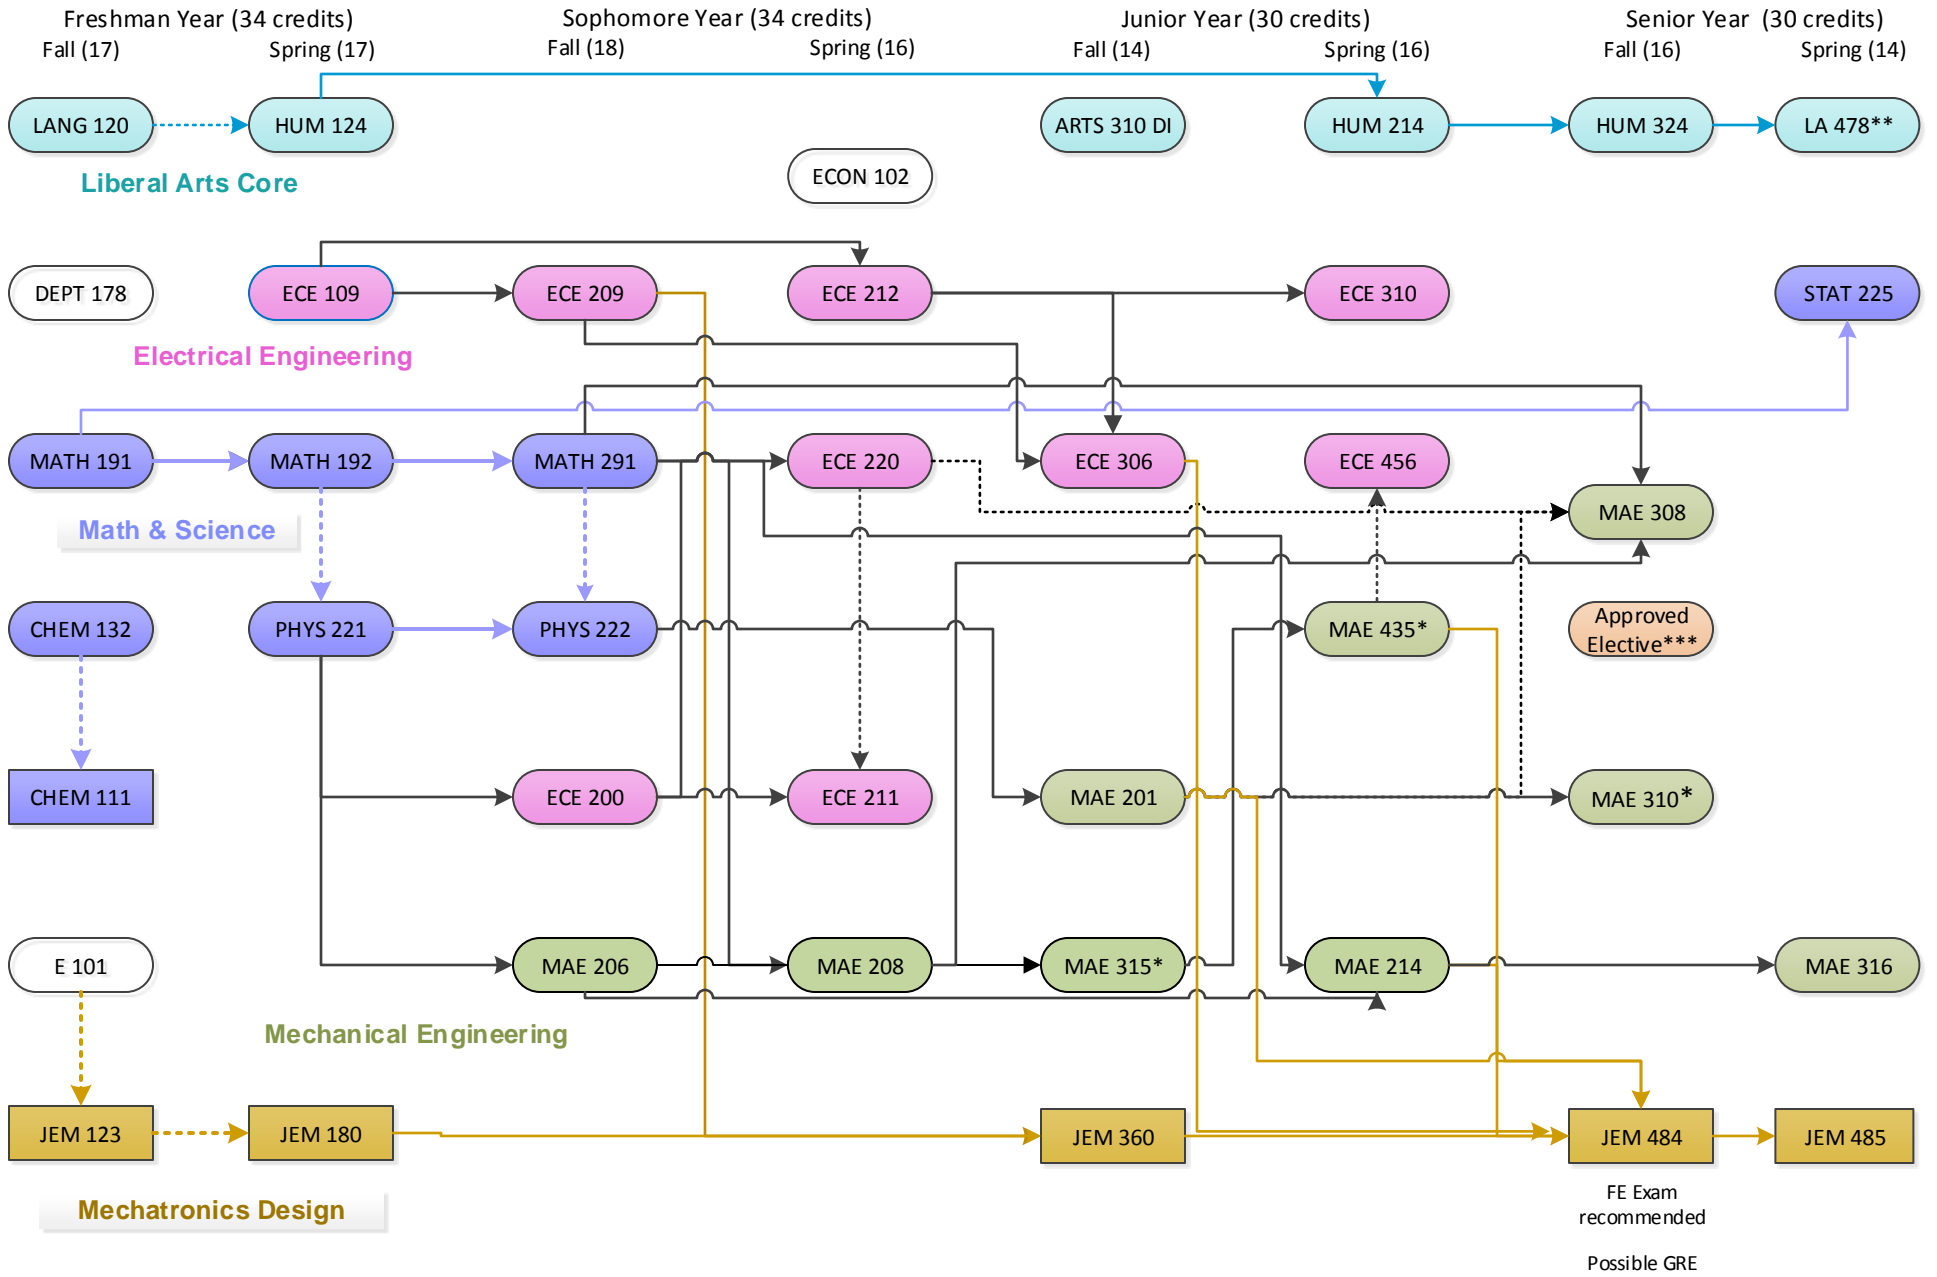 Freshman Year (34 credits)
Sophomore Year (34 credits)
Junior Year (30 credits)
Senior Year (30 credits)
Fall (17)
Spring (17)
Fall (18)
Spring (16)
Fall (14)
Spring (16)
Fall (16)
Spring (14)
LANG 120
HUM 124
ARTS 310 DI
HUM 214
HUM 324
LA 478**
Liberal Arts Core
ECON 102
DEPT 178
ECE 109
ECE 209
ECE 212
ECE 310
STAT 225
Electrical Engineering
MATH 191
MATH 192
MATH 291
ECE 220
ECE 306
ECE 456
MAE 308
Math & Science
CHEM 132
PHYS 221
PHYS 222
MAE 435*
Approved
Elective***
CHEM 111
ECE 200
ECE 211
MAE 201
MAE 310*
E 101
MAE 206
MAE 208
MAE 315*
MAE 214
MAE 316
Mechanical Engineering
JEM 123
JEM 180
JEM 360
JEM 484
JEM 485
Mechatronics Design
FE Exam
recommended
Possible GRE